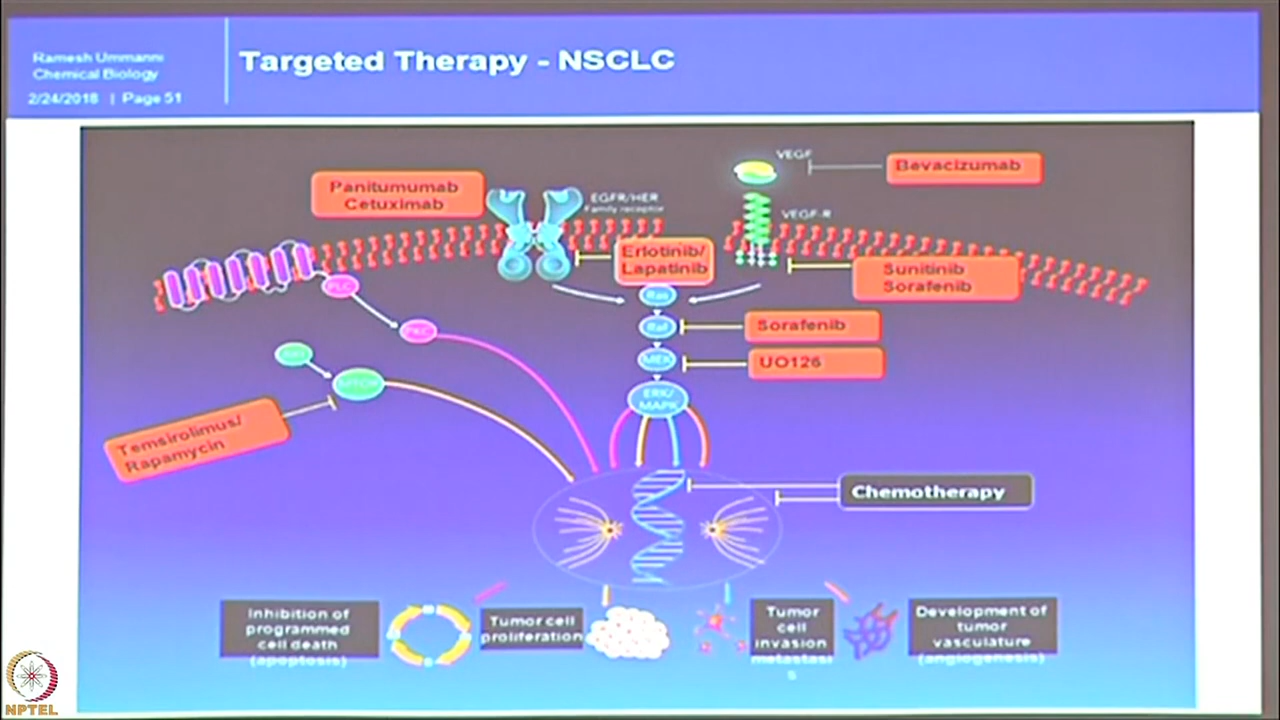 Ramesh Ummanni
Chemical Biology
2/24/2018 | Page 51
Targeted Therapy - NSCLC
VEGF
Bevacizumab
Panitumumab
Cetuximab
EGFR/HER
Family receptor
VEGF-R
Erlotinib/
Lapatinib
Sunitinib
Sorafenib
PLC
Ras
PKC
Raf
Sorafenib
MEK
UO126
MTOR
ERK/
MAPK
Temsirolimus/
Rapamycin
Chemotherapy
Inhibition of
programmed
cell death
(apoptosis)
Tumor cell
proliferation
Tumor
cell
invasion
metastasi
s
Development of
tumor
vasculature
(angiogenesis)
NPTEL